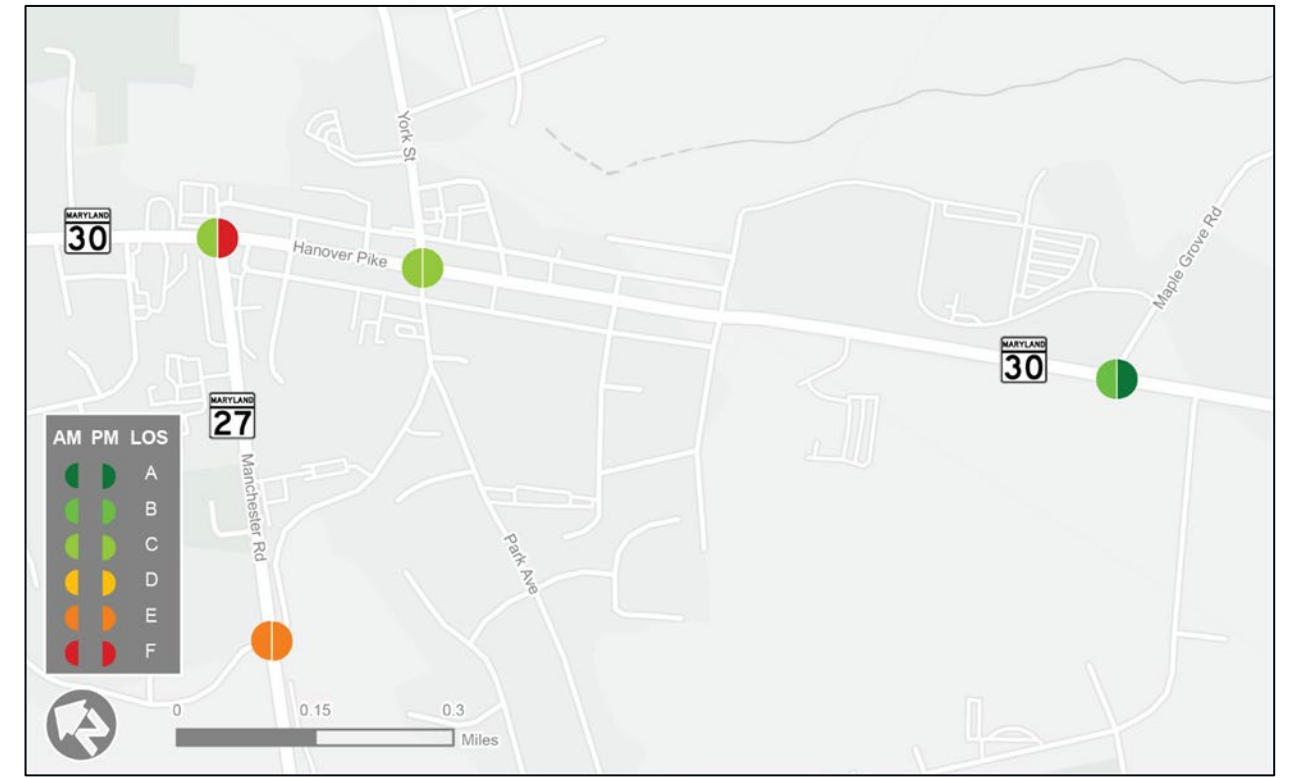 York St
MARYLAND
30
Hanover Pike
Maple Grove Rd
MARYLAND
30
MARYLAND
27
AM PM LOS
A
B
C
D
E
F
Manchester Rd
Park Ave
N
0 0.15 0.3
Miles